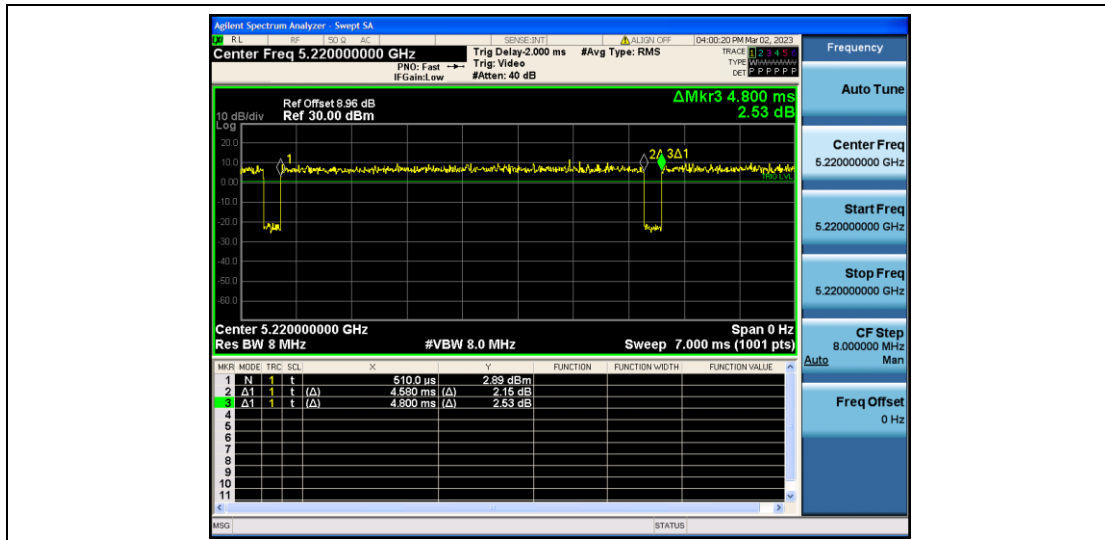 Agilent Spectrum Analyzer - Swept SA
RL RF 50 Ω AC SENSE:INT ALIGN OFF 04:00:20 PM Mar 02, 2023
Center Freq 5.220000000 GHz
PNO: Fast
IFGain:Low
Trig Delay-2.000 ms
Trig: Video
#Atten: 40 dB
#Avg Type: RMS
TRACE 1 2 3 4 5 6
TYPE WWWWWW
DET P P P P P P
Ref Offset 8.96 dB
10 dB/div Ref 30.00 dBm
Log
ΔMkr3 4.800 ms
2.53 dB
20.0
10.0
0.00
-10.0
-20.0
-30.0
-40.0
-50.0
-60.0
1
2Δ 3Δ1
TRIG LVL
Center 5.220000000 GHz Span 0 Hz
Res BW 8 MHz #VBW 8.0 MHz Sweep 7.000 ms (1001 pts)
MKR MODE TRC SCL X Y FUNCTION FUNCTION WIDTH FUNCTION VALUE
1 N 1 t 510.0 µs 2.89 dBm
2 Δ1 1 t (Δ) 4.580 ms (Δ) 2.15 dB
3 Δ1 1 t (Δ) 4.800 ms (Δ) 2.53 dB
4
5
6
7
8
9
10
11
MSG STATUS
Frequency
Auto Tune
Center Freq
5.220000000 GHz
Start Freq
5.220000000 GHz
Stop Freq
5.220000000 GHz
CF Step
8.000000 MHz
Auto Man
Freq Offset
0 Hz